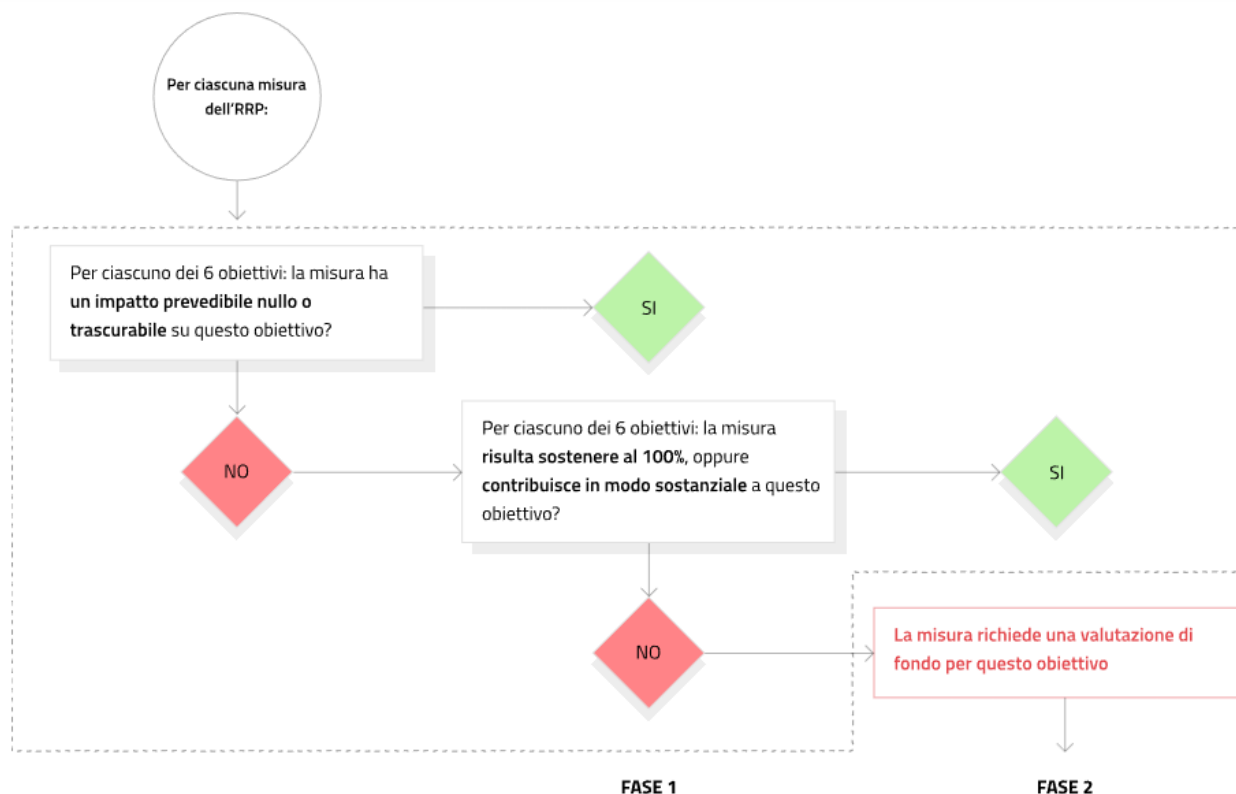 Per ciascuna misura
dell'RRP:
Per ciascuno dei 6 obiettivi: la misura ha
un impatto prevedibile nullo o
trascurabile su questo obiettivo?
SI
NO
Per ciascuno dei 6 obiettivi: la misura
risulta sostenere al 100%, oppure
contribuisce in modo sostanziale a questo
obiettivo?
SI
NO
La misura richiede una valutazione di
fondo per questo obiettivo
FASE 1
FASE 2